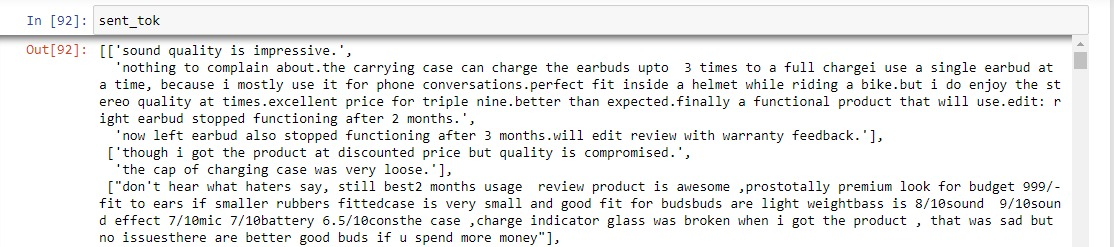 In [92]: sent_tok
Out[92]: [['sound quality is impressive.',
'nothing to complain about.the carrying case can charge the earbuds upto  3 times to a full chargei use a single earbud at
a time, because i mostly use it for phone conversations.perfect fit inside a helmet while riding a bike.but i do enjoy the st
ereo quality at times.excellent price for triple nine.better than expected.finally a functional product that will use.edit: r
ight earbud stopped functioning after 2 months.',
'now left earbud also stopped functioning after 3 months.will edit review with warranty feedback.'],
['though i got the product at discounted price but quality is compromised.',
'the cap of charging case was very loose.'],
["don't hear what haters say, still best2 months usage  review product is awesome ,prostotally premium look for budget 999/-
fit to ears if smaller rubbers fittedcase is very small and good fit for budsbuds are light weightbass is 8/10sound  9/10soun
d effect 7/10mic 7/10battery 6.5/10consthe case ,charge indicator glass was broken when i got the product , that was sad but
no issuesthere are better good buds if u spend more money"],